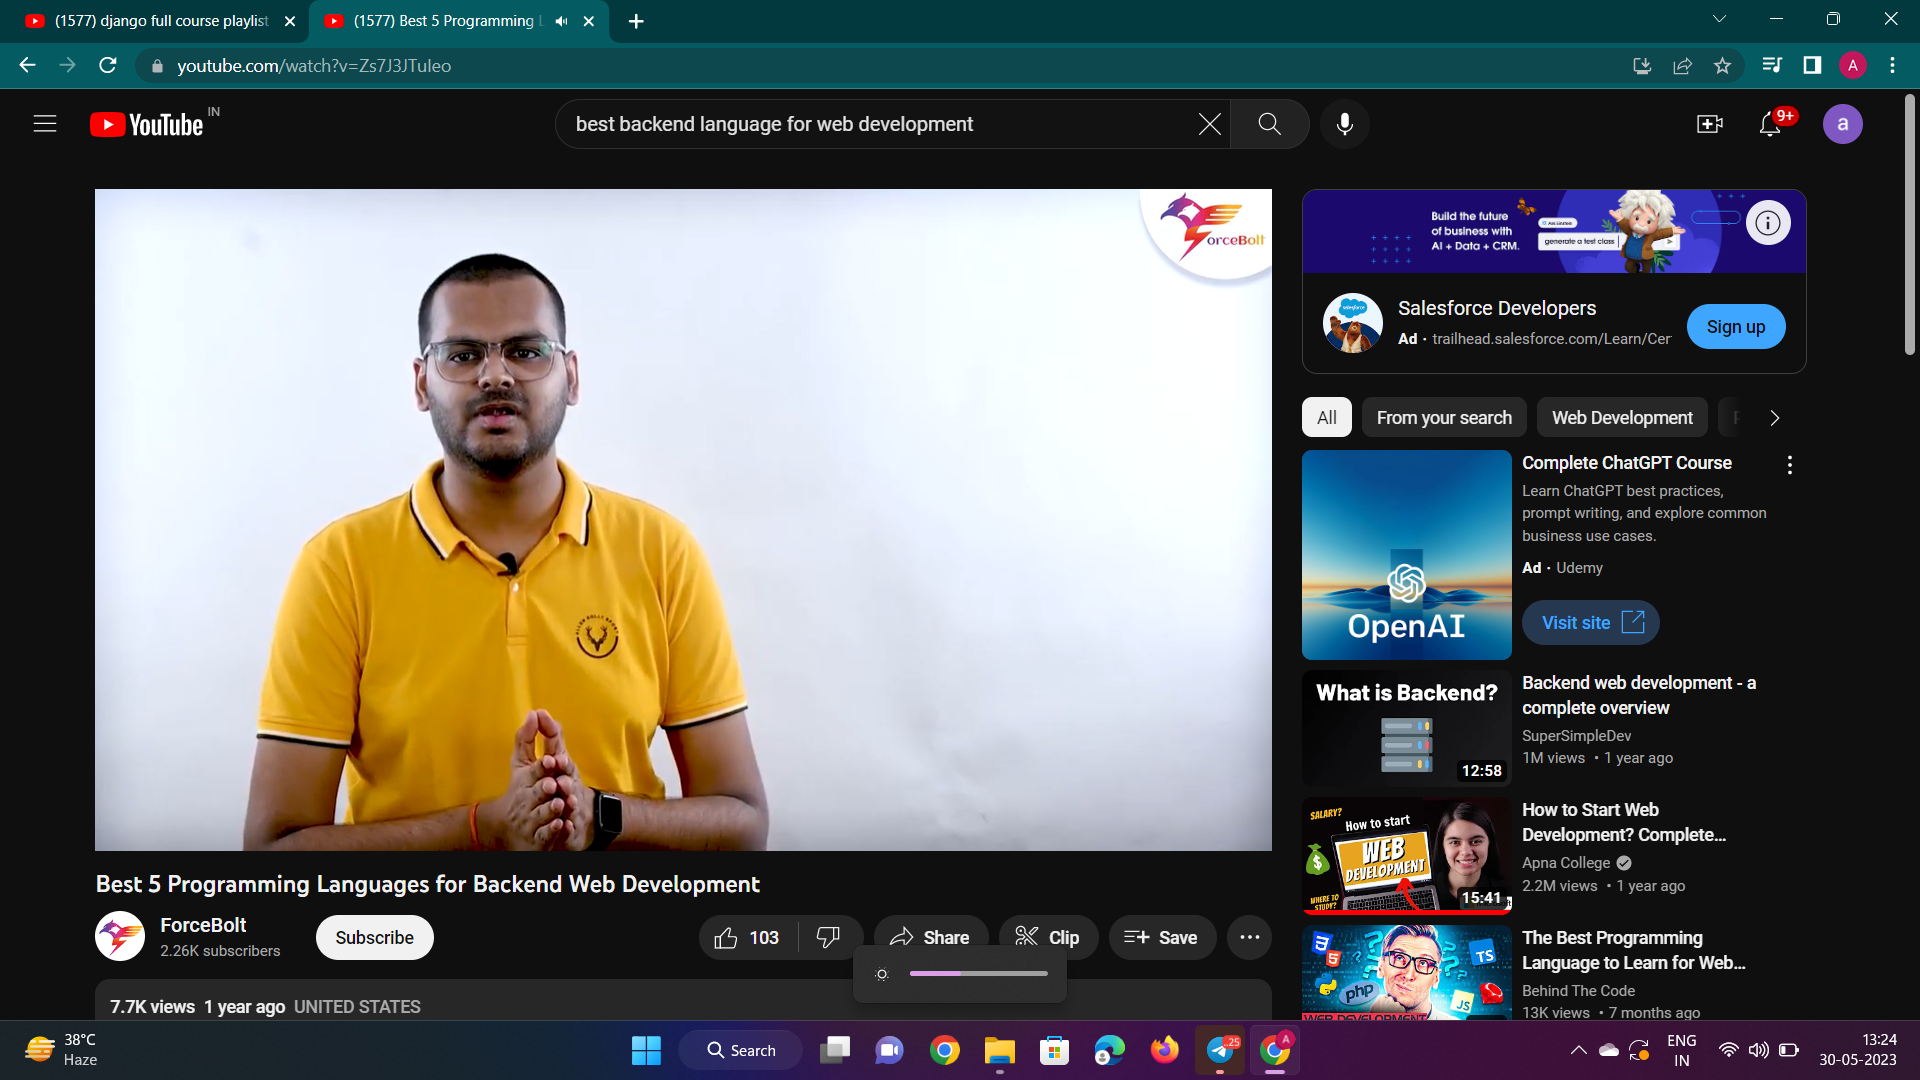 (1577) django full course playlist
(1577) Best 5 Programming L
youtube.com/watch?v=Zs7J3JTuleo
A
YouTube IN
best backend language for web development
9+
a
orceBolt
Build the future
of business with
AI + Data + CRM.
generate a test class
Salesforce Developers
Ad · trailhead.salesforce.com/Learn/Cer
Sign up
All
From your search
Web Development
Complete ChatGPT Course
Learn ChatGPT best practices,
prompt writing, and explore common
business use cases.
Ad · Udemy
Visit site
OpenAI
What is Backend?
12:58
Backend web development - a
complete overview
SuperSimpleDev
1M views • 1 year ago
SALARY?
How to start
WEB
DEVELOPMENT
WHERE TO
STUDY?
15:41
How to Start Web
Development? Complete...
Apna College
2.2M views • 1 year ago
TS
php
JS
WEB DEVELOPMENT
The Best Programming
Language to Learn for Web...
Behind The Code
13K views • 7 months ago
Best 5 Programming Languages for Backend Web Development
ForceBolt
2.26K subscribers
Subscribe
103
Share
Clip
Save
7.7K views 1 year ago UNITED STATES
38°C
Haze
Search
25
A
ENG
IN
13:24
30-05-2023